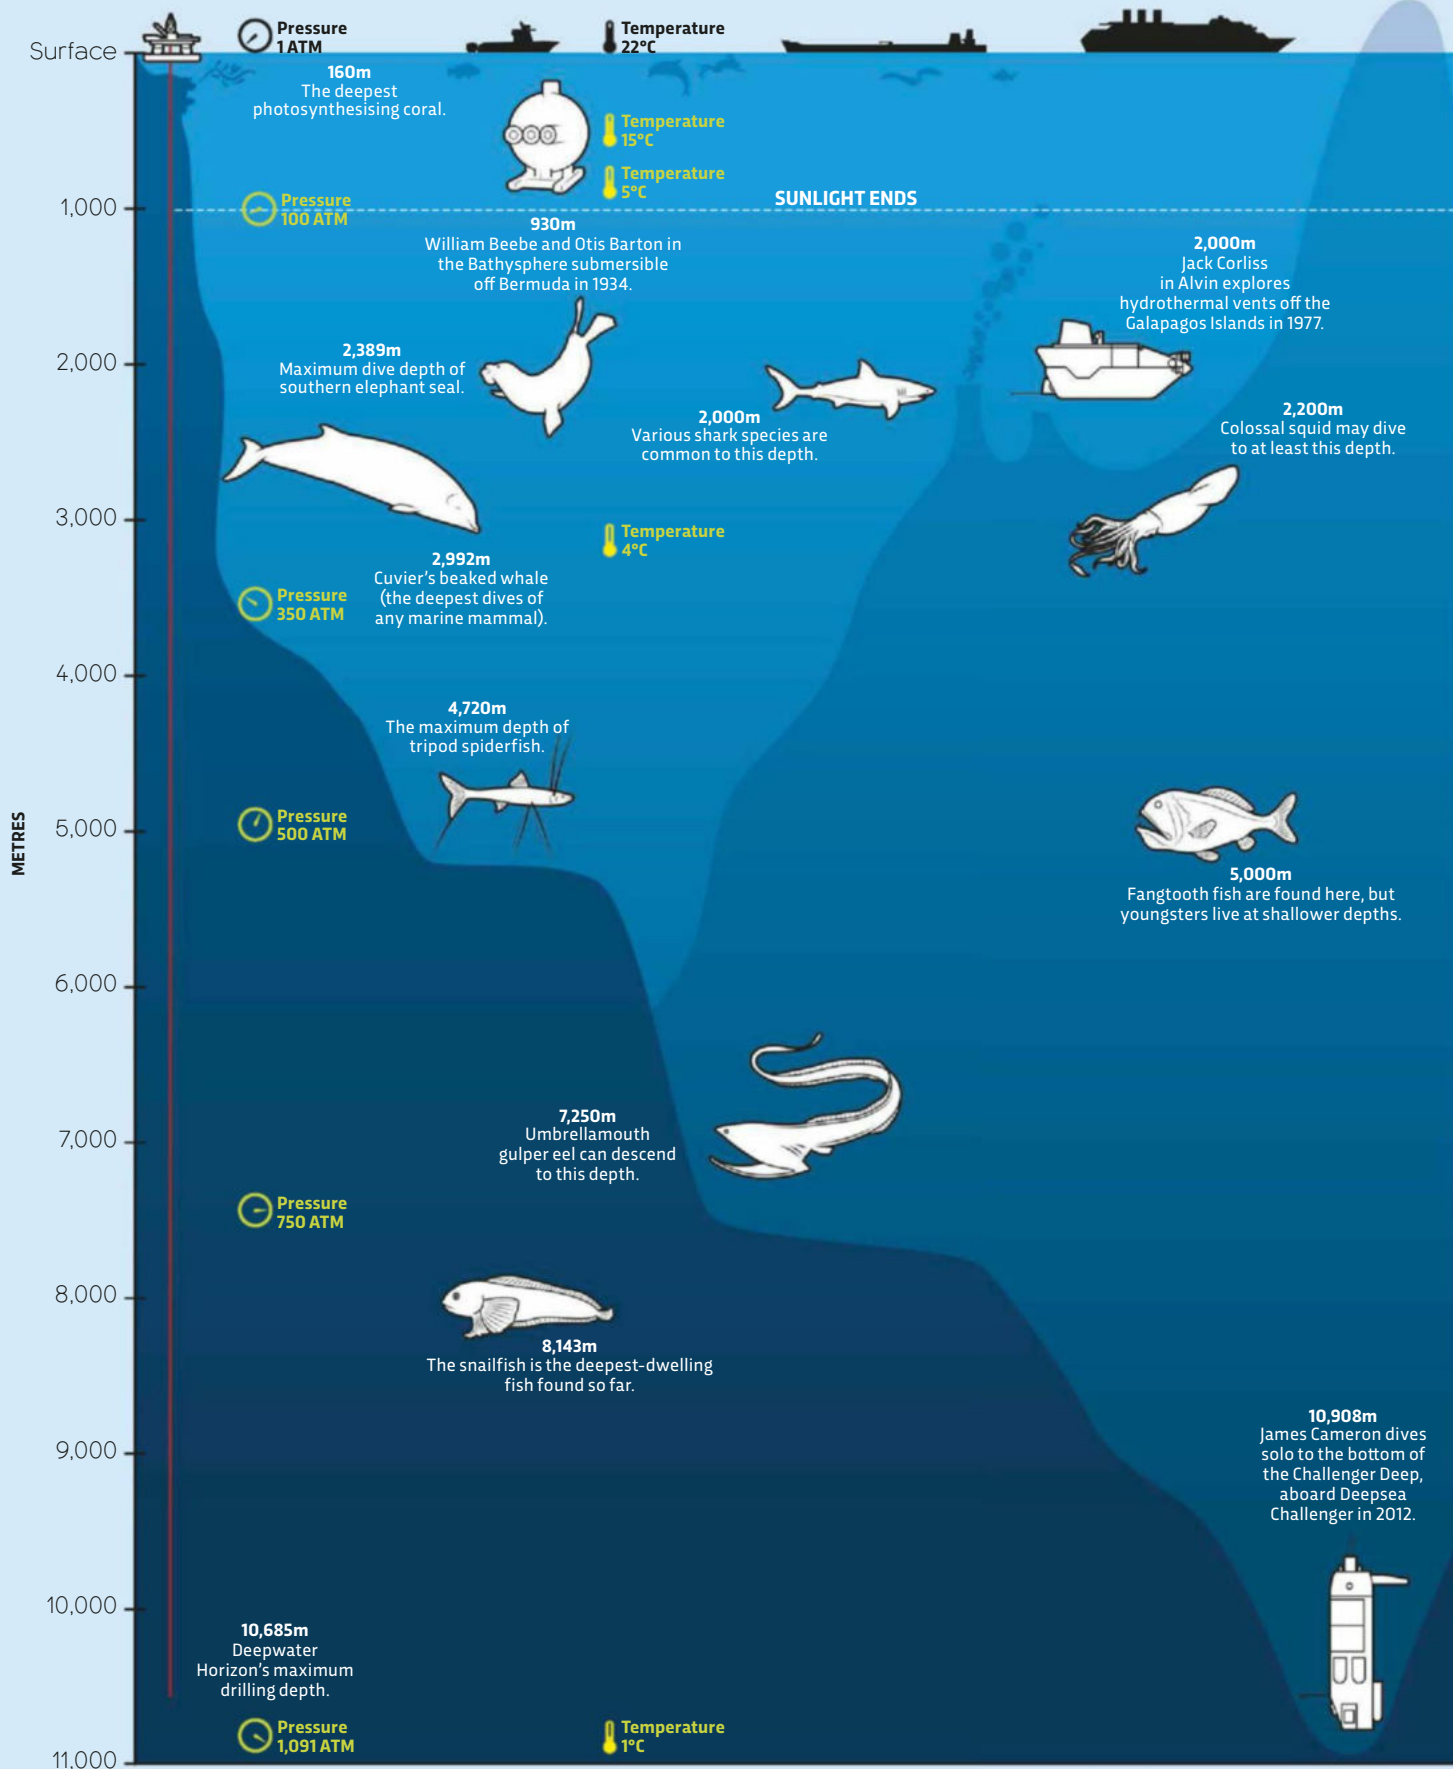 Pressure
1 ATM
Temperature
22°C
Surface
160m
The deepest
photosynthesising coral.
Temperature
15°C
Temperature
5°C
SUNLIGHT ENDS
1,000
Pressure
100 ATM
930m
William Beebe and Otis Barton in
the Bathysphere submersible
off Bermuda in 1934.
2,000m
Jack Corliss
in Alvin explores
hydrothermal vents off the
Galapagos Islands in 1977.
2,000
2,389m
Maximum dive depth of
southern elephant seal.
2,000m
Various shark species are
common to this depth.
2,200m
Colossal squid may dive
to at least this depth.
3,000
Temperature
4°C
2,992m
Cuvier's beaked whale
(the deepest dives of
any marine mammal).
Pressure
350 ATM
4,000
4,720m
The maximum depth of
tripod spiderfish.
METRES
5,000
Pressure
500 ATM
5,000m
Fangtooth fish are found here, but
youngsters live at shallower depths.
6,000
7,000
7,250m
Umbrellamouth
gulper eel can descend
to this depth.
Pressure
750 ATM
8,000
8,143m
The snailfish is the deepest-dwelling
fish found so far.
9,000
10,908m
James Cameron dives
solo to the bottom of
the Challenger Deep,
aboard Deepsea
Challenger in 2012.
10,000
10,685m
Deepwater
Horizon's maximum
drilling depth.
Pressure
1,091 ATM
Temperature
1°C
11,000